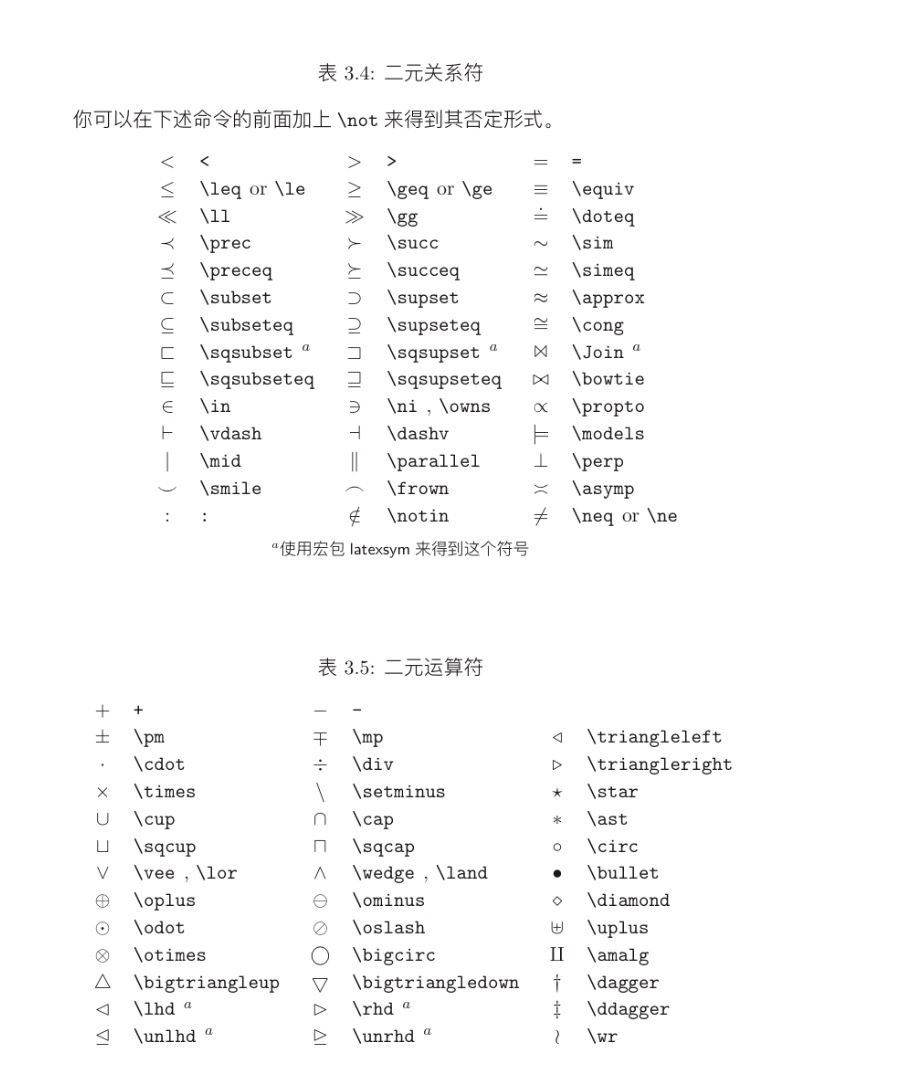 表 3.4: 二元关系符
你可以在下述命令的前面加上 \not 来得到其否定形式。
< < > > = =
≤ \leq or \le ≥ \geq or \ge ≡ \equiv
≪ \ll ≫ \gg ≐ \doteq
≺ \prec ≻ \succ ∼ \sim
⪯ \preceq ⪰ \succeq ≃ \simeq
⊂ \subset ⊃ \supset ≈ \approx
⊆ \subseteq ⊇ \supseteq ≅ \cong
⊏ \sqsubset a ⊐ \sqsupset a ⋈ \Join a
⊑ \sqsubseteq ⊒ \sqsupseteq ⋈ \bowtie
∈ \in ∋ \ni , \owns ∝ \propto
⊢ \vdash ⊣ \dashv ⊨ \models
∣ \mid ∥ \parallel ⊥ \perp
⌣ \smile ⌢ \frown ≍ \asymp
: : ∉ \notin ≠ \neq or \ne
a使用宏包 latexsym 来得到这个符号
表 3.5: 二元运算符
+ + − -
± \pm ∓ \mp ◁ \triangleleft
· \cdot ÷ \div ▷ \triangleright
× \times \ \setminus ⋆ \star
∪ \cup ∩ \cap ∗ \ast
⊔ \sqcup ⊓ \sqcap ∘ \circ
∨ \vee , \lor ∧ \wedge , \land • \bullet
⊕ \oplus ⊖ \ominus ⋄ \diamond
⊙ \odot ⊘ \oslash ⊎ \uplus
⊗ \otimes ◯ \bigcirc ⨿ \amalg
△ \bigtriangleup ▽ \bigtriangledown † \dagger
⊲ \lhd a ⊳ \rhd a ‡ \ddagger
⊴ \unlhd a ⊵ \unrhd a ≀ \wr